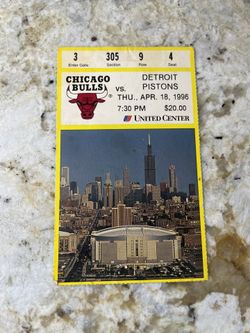 3 305 9 4
Enter Gate Section Row Seat
CHICAGO BULLS ® vs. DETROIT PISTONS
THU., APR. 18, 1996
7:30 PM $20.00
UNITED CENTER